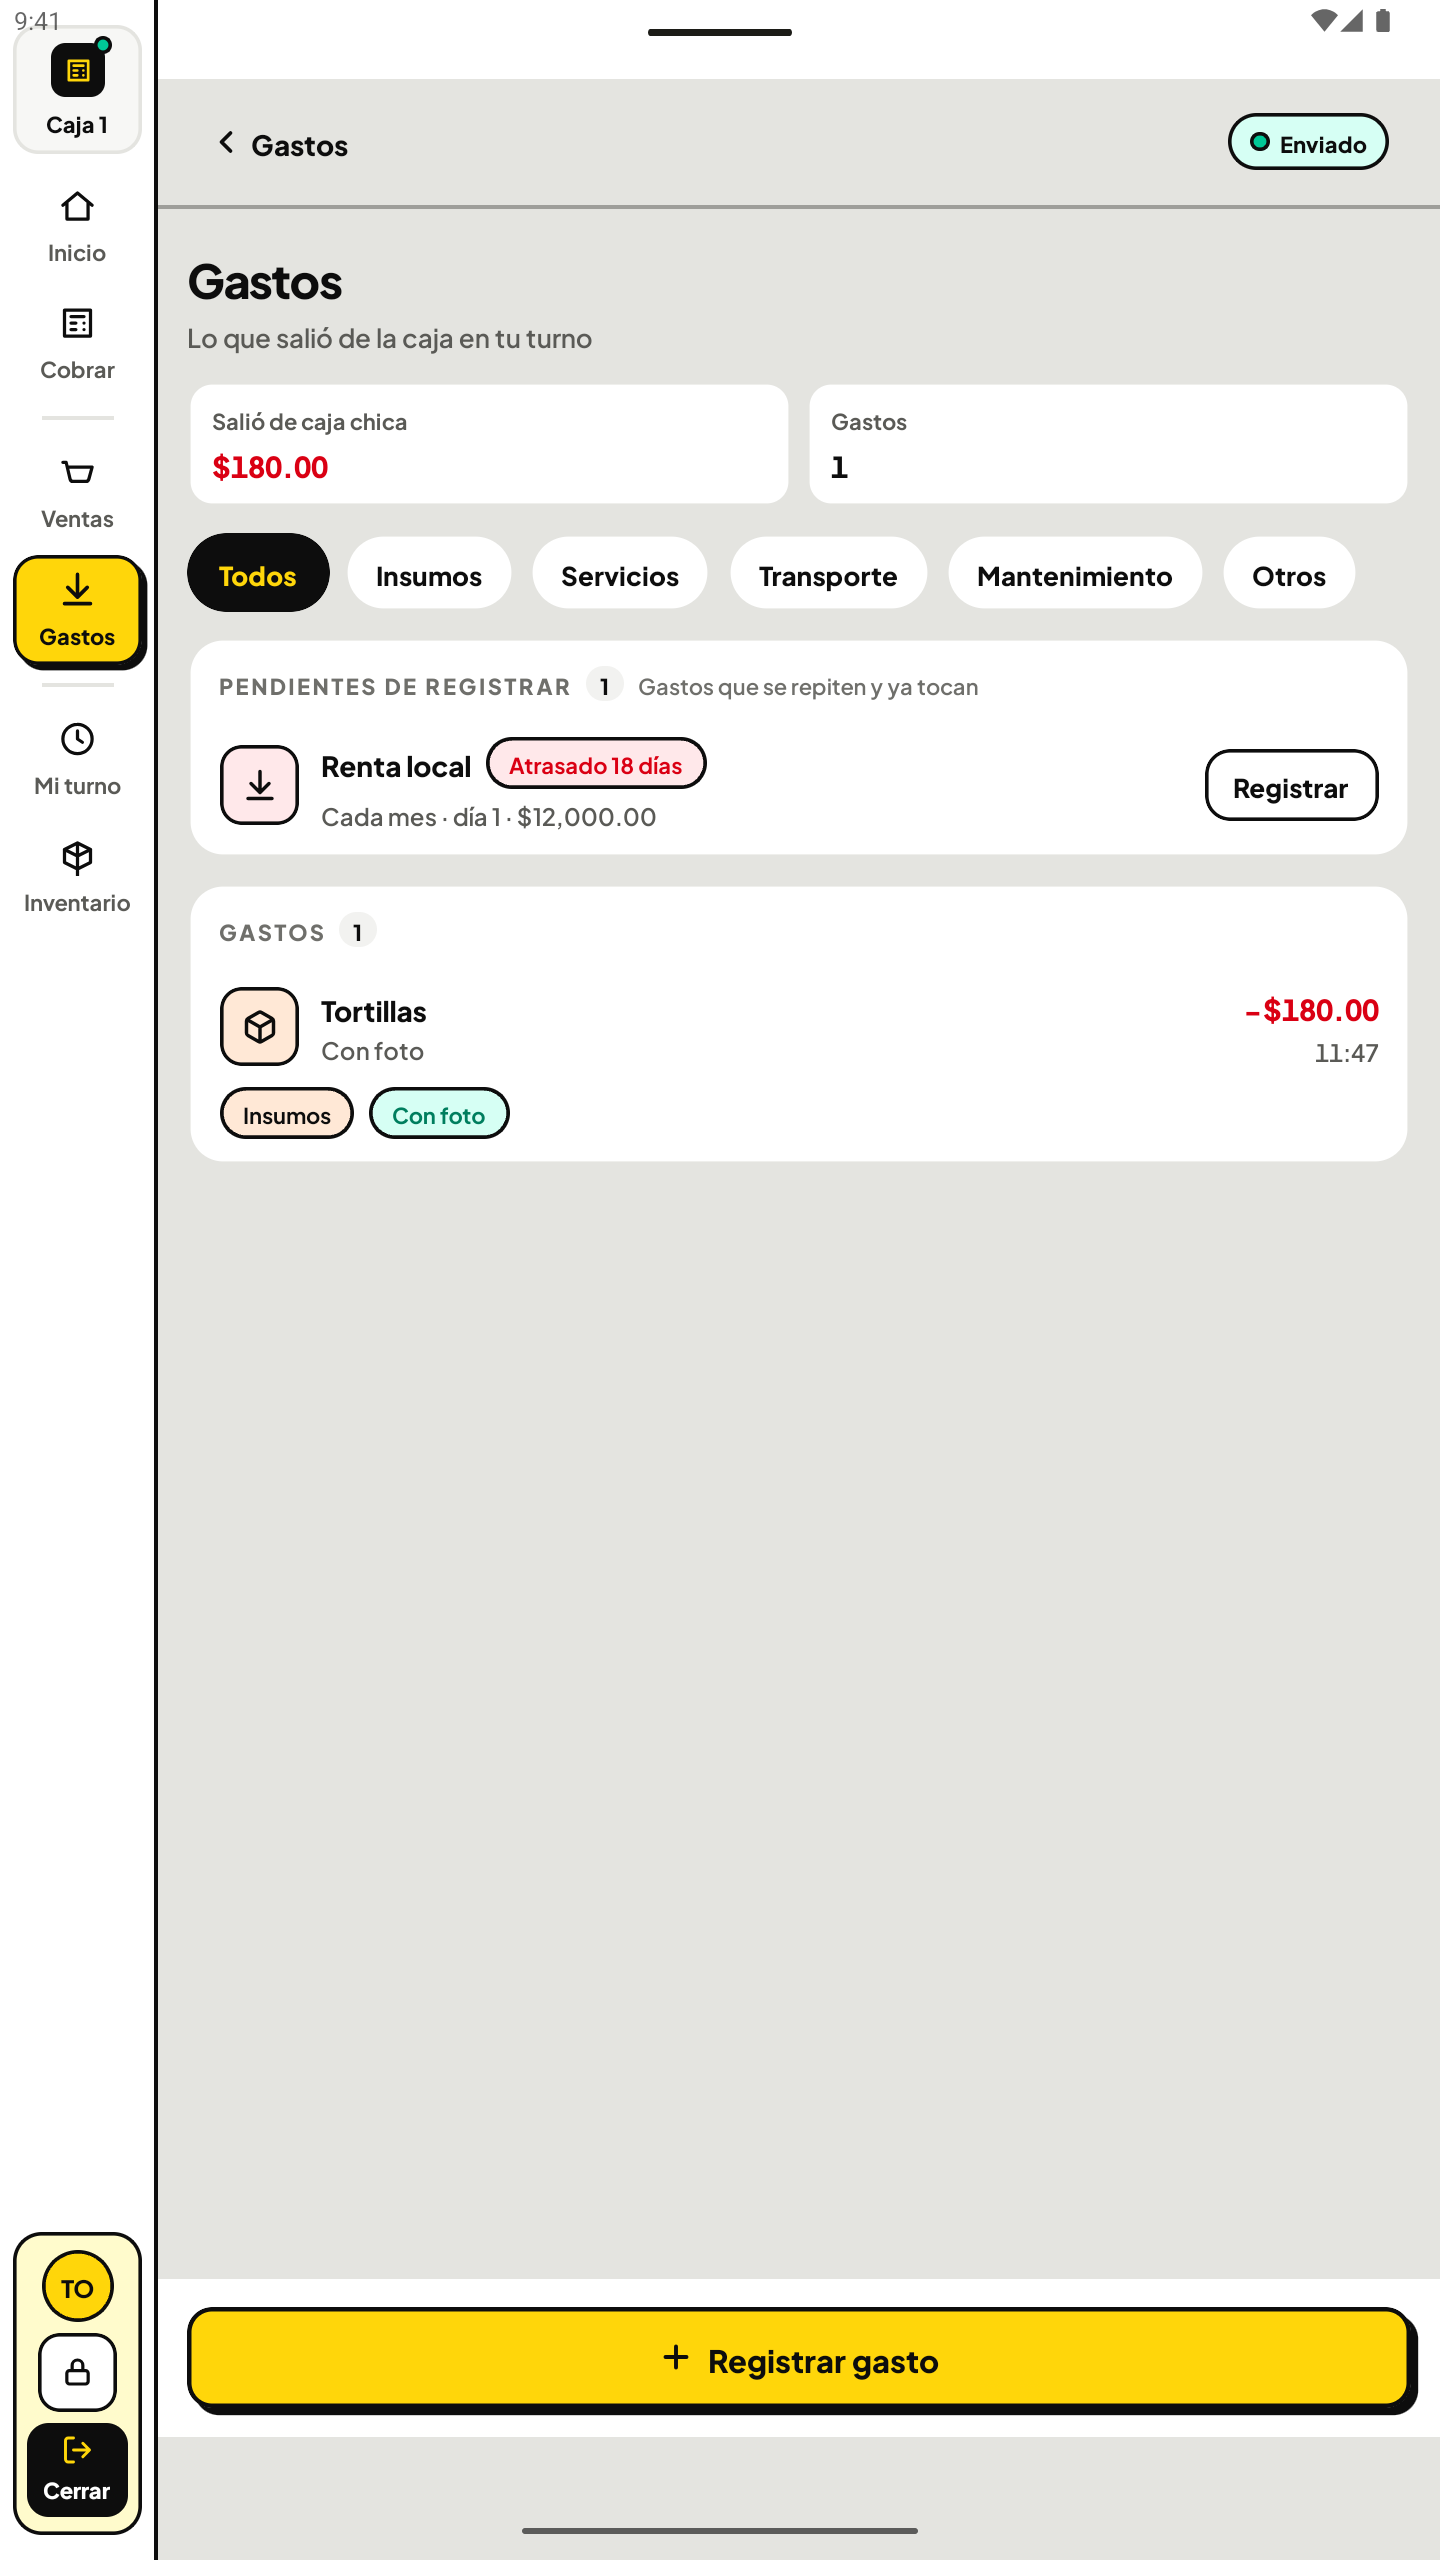 9:41
Caja 1
Inicio
Cobrar
Ventas
Gastos
Mi turno
Inventario
TO
Cerrar
Gastos
Enviado
Gastos
Lo que salió de la caja en tu turno
Salió de caja chica
$180.00
Gastos
1
Todos
Insumos
Servicios
Transporte
Mantenimiento
Otros
PENDIENTES DE REGISTRAR 1 Gastos que se repiten y ya tocan
Renta local Atrasado 18 días
Cada mes · día 1 · $12,000.00
Registrar
GASTOS 1
Tortillas
Con foto
-$180.00
11:47
Insumos
Con foto
+ Registrar gasto